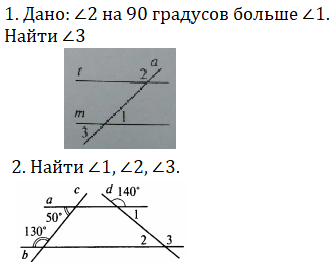 1. Дано: ∠2 на 90 градусов больше ∠1.
Найти ∠3
a
г 2
m 1
3
2. Найти ∠1, ∠2, ∠3.
c d 140°
a
50° 1
130°
2 3
b